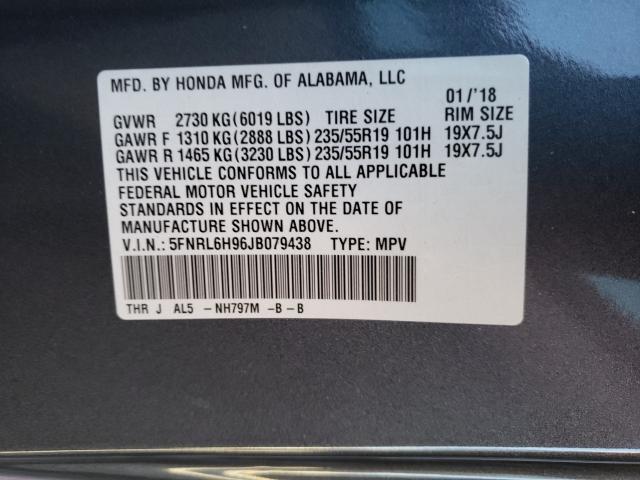 MFD. BY HONDA MFG. OF ALABAMA, LLC
01/'18
GVWR 2730 KG(6019 LBS) TIRE SIZE RIM SIZE
GAWR F 1310 KG(2888 LBS)235/55R19 101H 19X7.5J
GAWR R 1465 KG(3230 LBS)235/55R19 101H 19X7.5J
THIS VEHICLE CONFORMS TO ALL APPLICABLE
FEDERAL MOTOR VEHICLE SAFETY
STANDARDS IN EFFECT ON THE DATE OF
MANUFACTURE SHOWN ABOVE.
V.I.N.: 5FNRL6H96JB079438 TYPE: MPV
THR J AL5 -NH797M -B-B